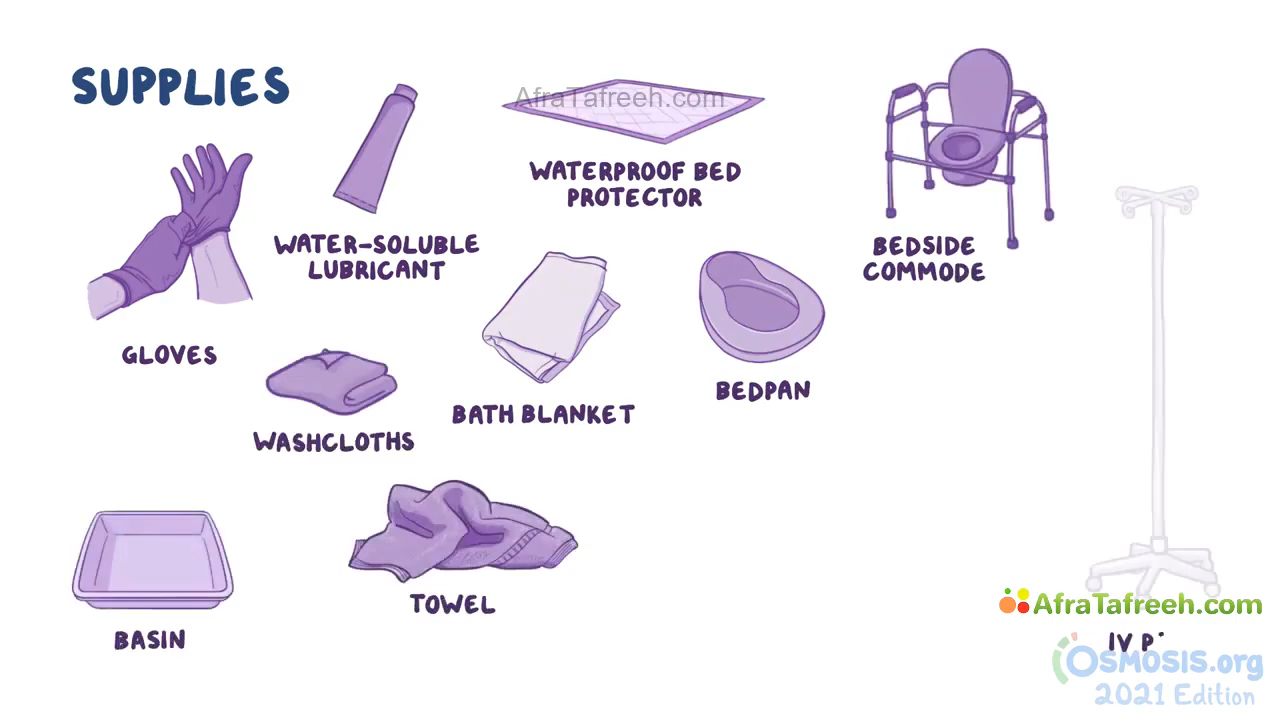 SUPPLIES
AfraTafreeh.com
WATERPROOF BED
PROTECTOR
WATER-SOLUBLE
LUBRICANT
BEDSIDE
COMMODE
GLOVES
BEDPAN
BATH BLANKET
WASHCLOTHS
TOWEL
BASIN
AfraTafreeh.com
IV P
OSMOSIS.org
2021 Edition